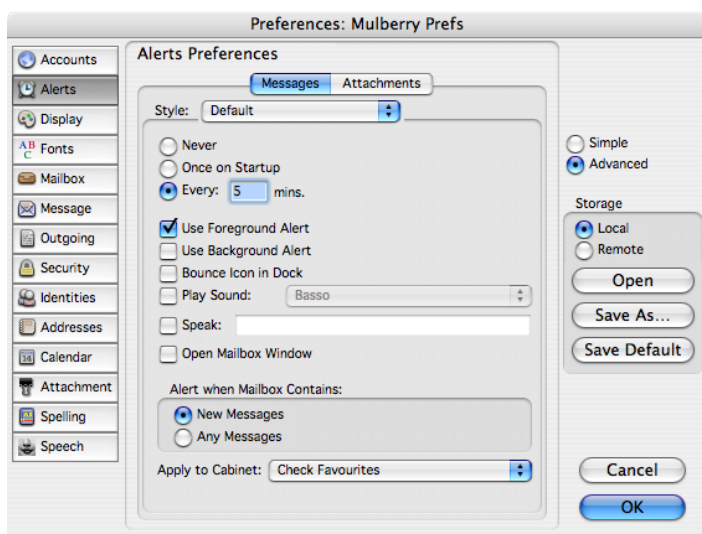 Preferences: Mulberry Prefs
Accounts
Alerts
Display
AB
C
Fonts
Mailbox
Message
Outgoing
Security
Identities
Addresses
Calendar
Attachment
Spelling
Speech
Alerts Preferences
Messages Attachments
Style: Default
Never
Once on Startup
Every: 5 mins.
Use Foreground Alert
Use Background Alert
Bounce Icon in Dock
Play Sound: Basso
Speak:
Open Mailbox Window
Alert when Mailbox Contains:
New Messages
Any Messages
Apply to Cabinet: Check Favourites
Simple
Advanced
Storage
Local
Remote
Open
Save As...
Save Default
Cancel
OK